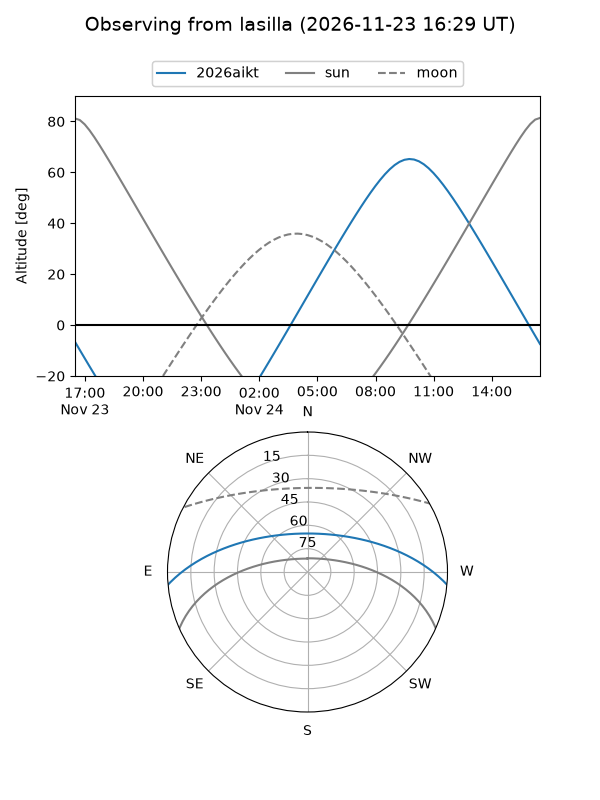 Observing from lasilla (2026-11-23 16:29 UT)
2026aikt sun moon
Altitude [deg]
80
60
40
20
0
−20
17:00 20:00 23:00 02:00 05:00 08:00 11:00 14:00
Nov 23 Nov 24
N
NE NW
15
30
45
60
75
E W
SE SW
S